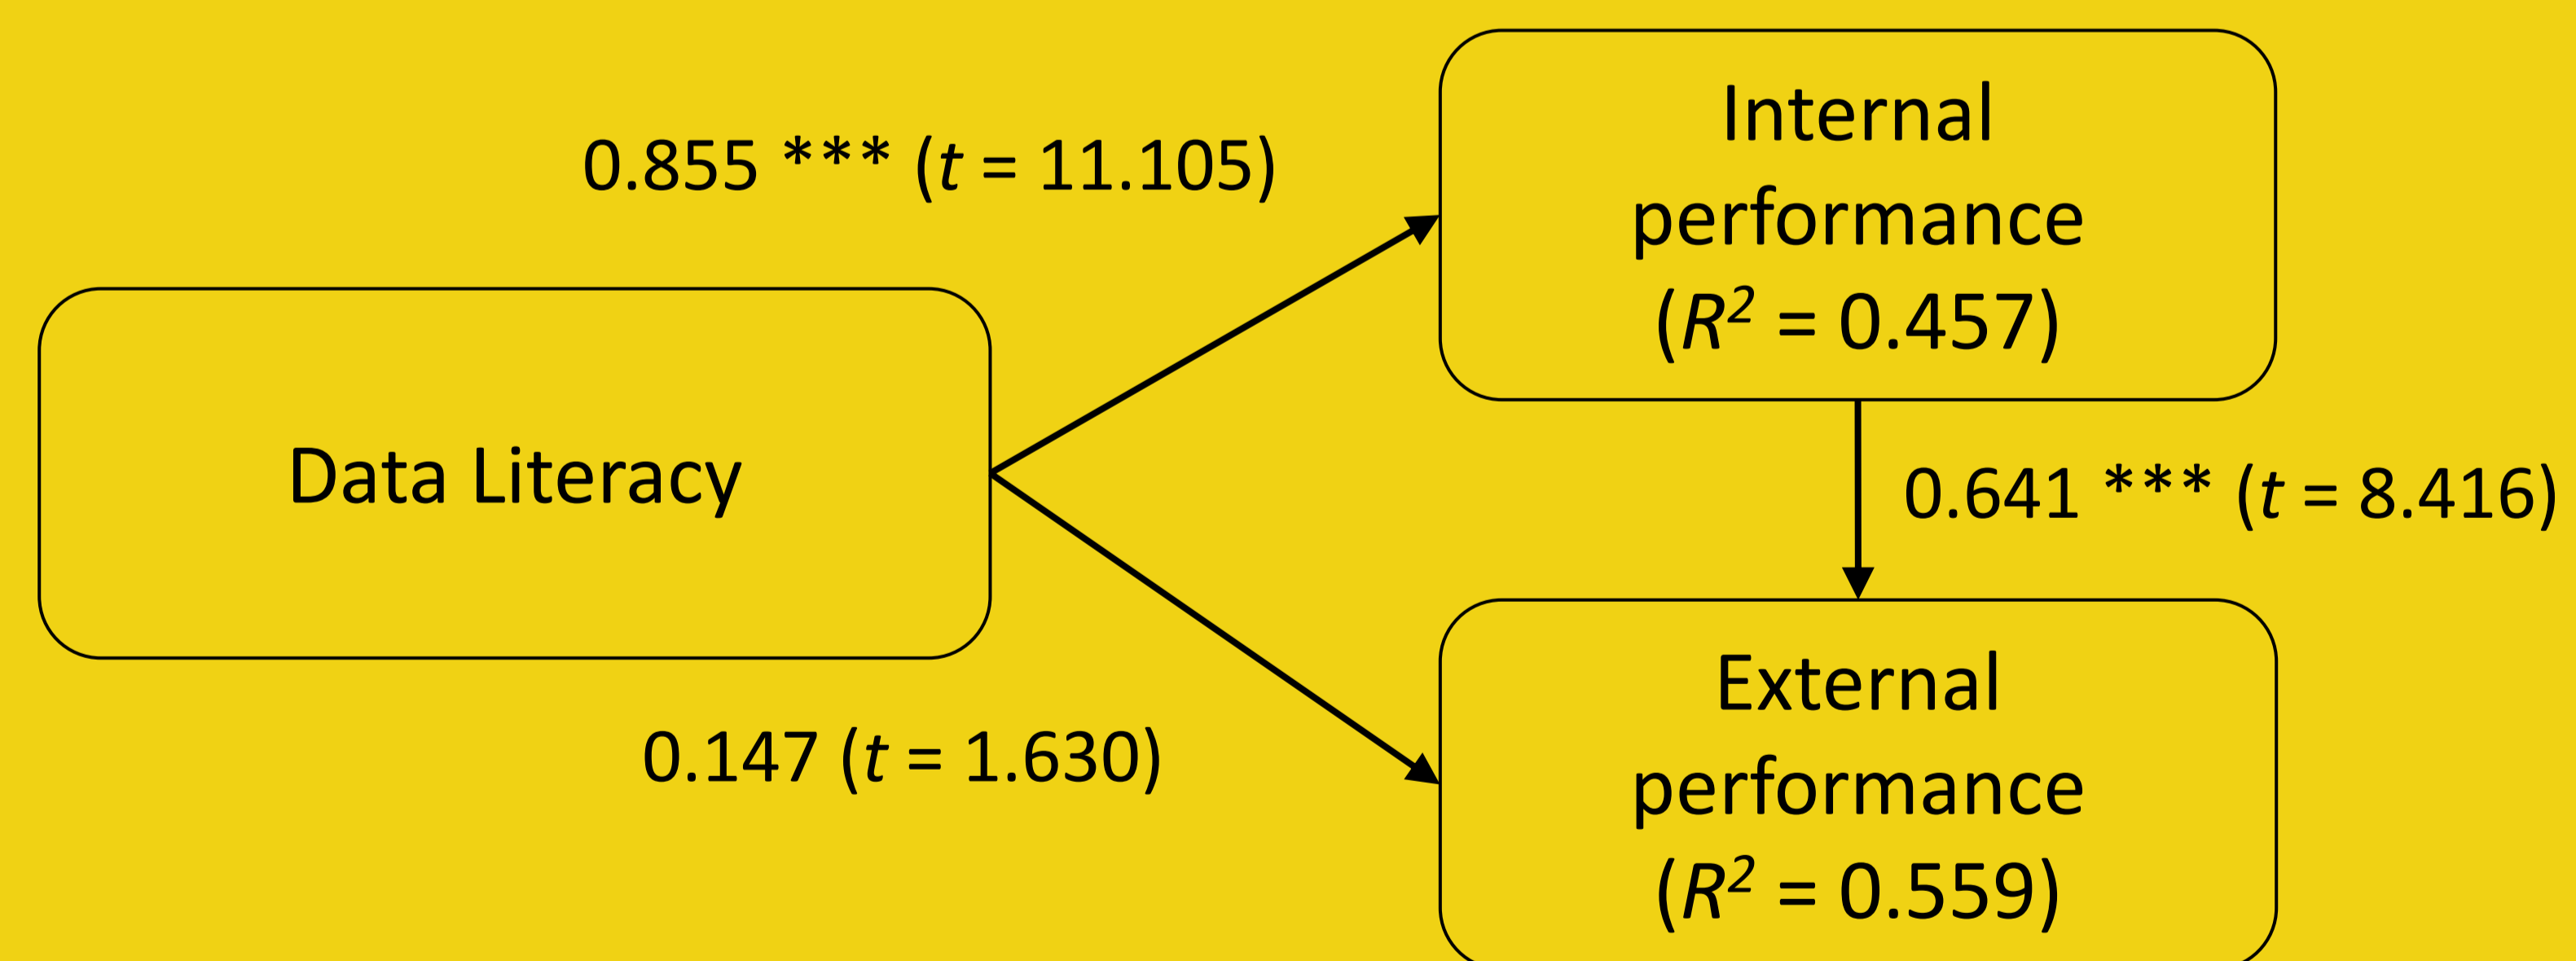 0.855 *** (t = 11.105)
Internal
performance
(R² = 0.457)
Data Literacy
0.641 *** (t = 8.416)
0.147 (t = 1.630)
External
performance
(R² = 0.559)